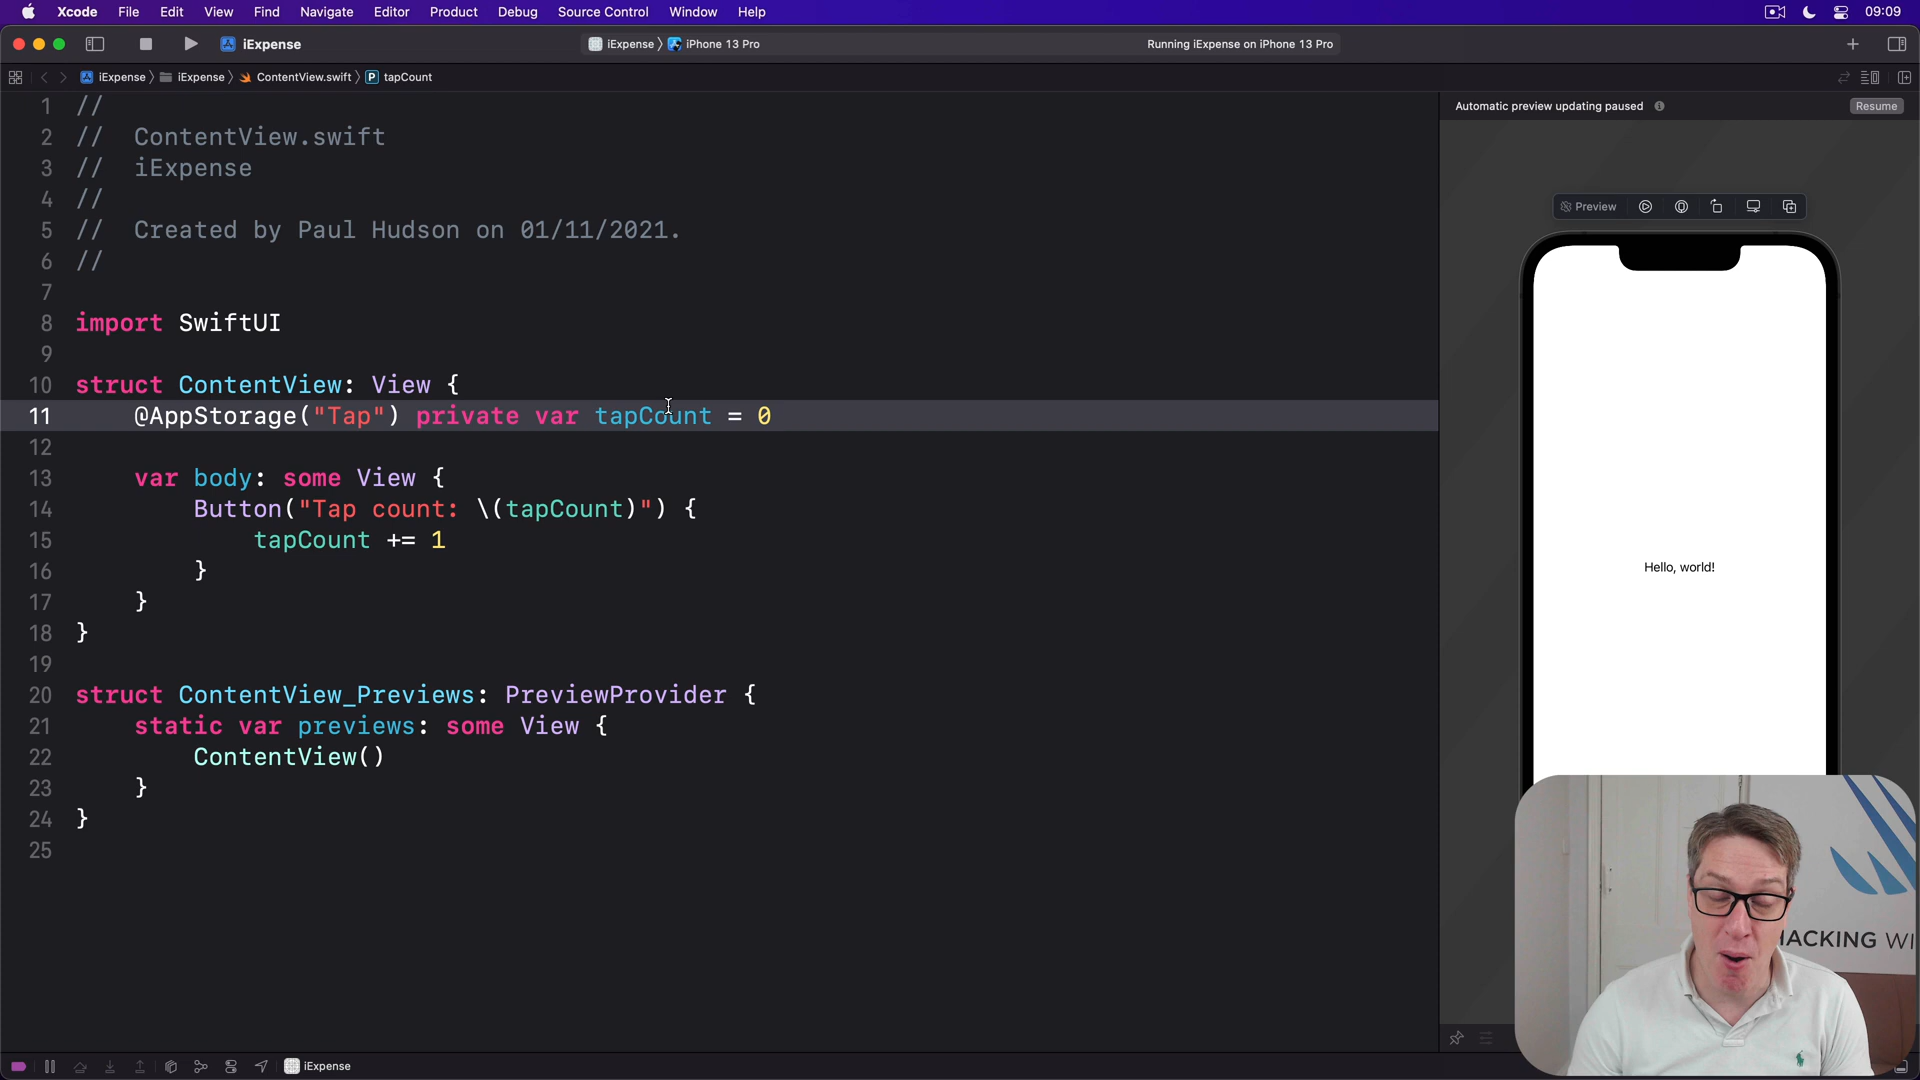 Xcode File Edit View Find Navigate Editor Product Debug Source Control Window Help 09:09
iExpense iExpense iPhone 13 Pro Running iExpense on iPhone 13 Pro
iExpense iExpense ContentView.swift P tapCount
Automatic preview updating paused Resume
Preview
1 //
2 //  ContentView.swift
3 //  iExpense
4 //
5 //  Created by Paul Hudson on 01/11/2021.
6 //
7
8 import SwiftUI
9
10 struct ContentView: View {
11     @AppStorage("Tap") private var tapCount = 0
12
13     var body: some View {
14         Button("Tap count: \(tapCount)") {
15             tapCount += 1
16         }
17     }
18 }
19
20 struct ContentView_Previews: PreviewProvider {
21     static var previews: some View {
22         ContentView()
23     }
24 }
25
Hello, world!
HACKING WI
iExpense